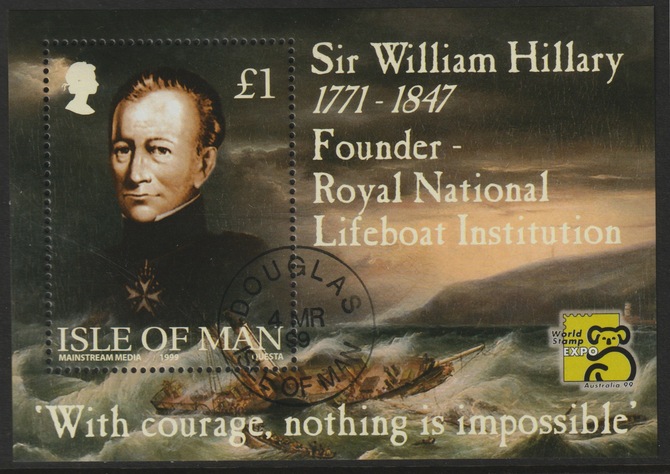 £1
Sir William Hillary
1771 - 1847
Founder -
Royal National
Lifeboat Institution
DOUGLAS
4 MR
99
ISLE OF MAN
ISLE OF MAN
MAINSTREAM MEDIA 1999 QUESTA
World
Stamp
EXPO
Australia 99
'With courage, nothing is impossible'